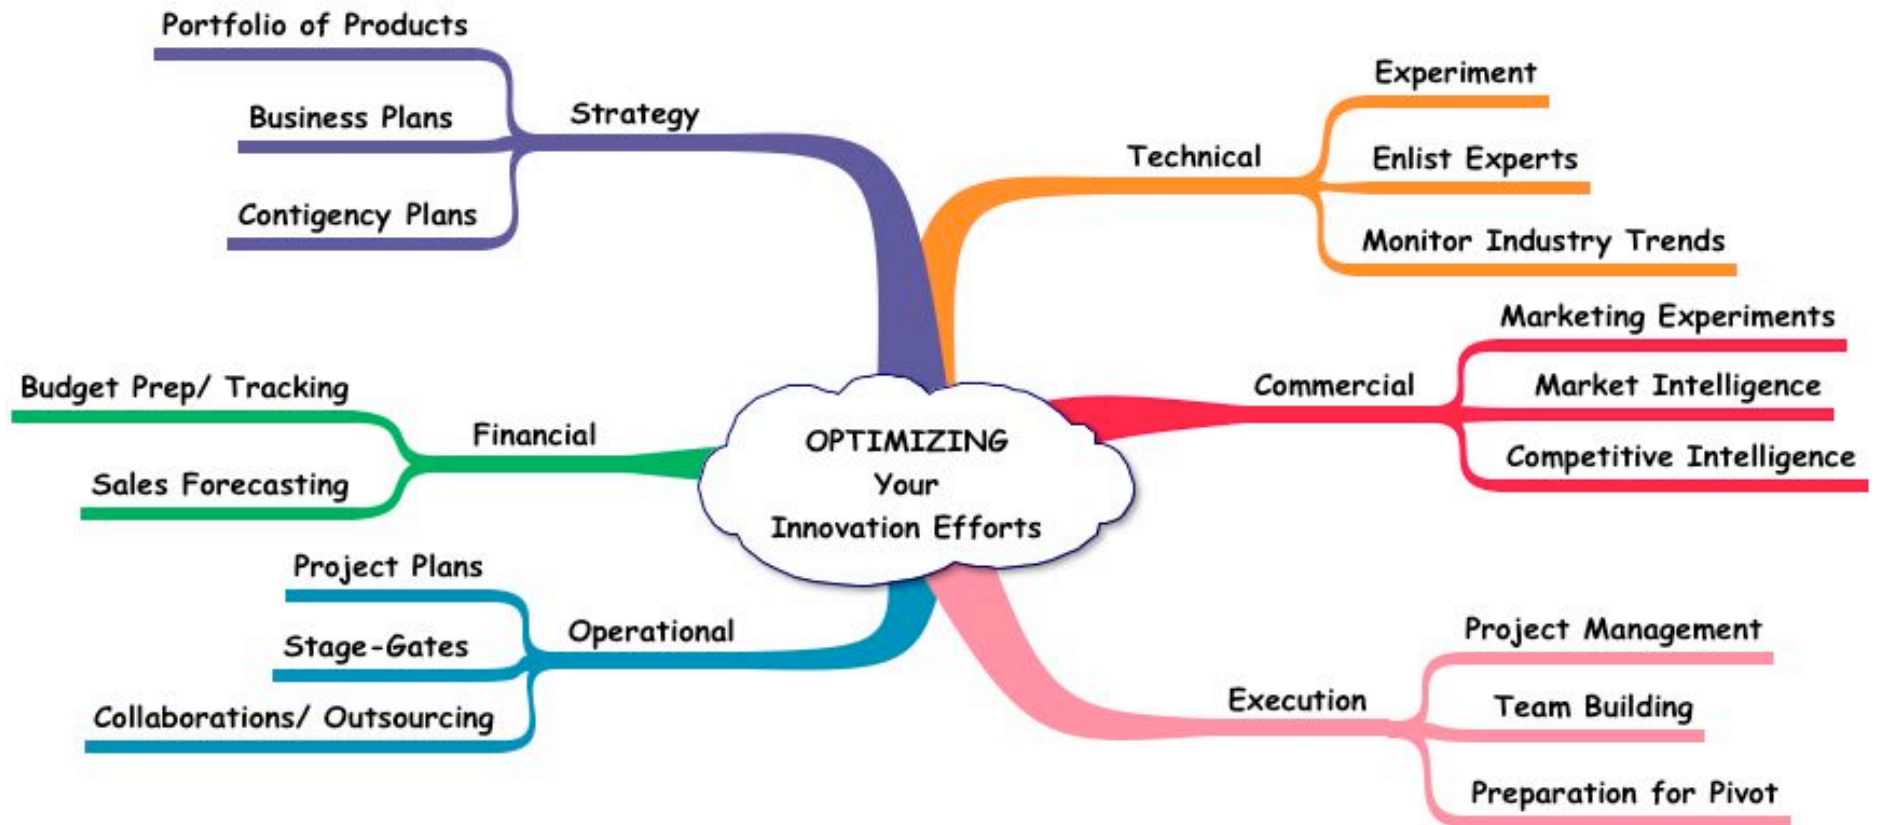 Portfolio of Products
Business Plans
Strategy
Contigency Plans
Experiment
Technical
Enlist Experts
Monitor Industry Trends
Marketing Experiments
Commercial
Market Intelligence
Competitive Intelligence
Budget Prep/ Tracking
Financial
Sales Forecasting
OPTIMIZING
Your
Innovation Efforts
Project Plans
Operational
Stage-Gates
Collaborations/ Outsourcing
Project Management
Execution
Team Building
Preparation for Pivot